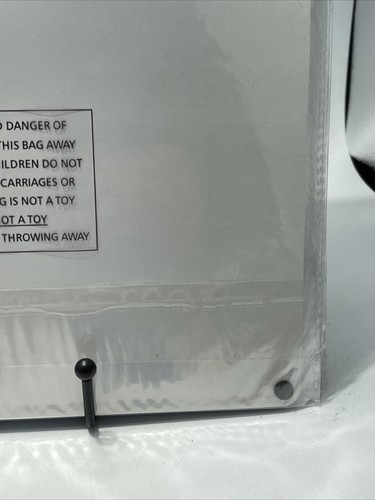 DANGER OF
THIS BAG AWAY
ILDREN DO NOT
CARRIAGES OR
G IS NOT A TOY
OT A TOY
THROWING AWAY